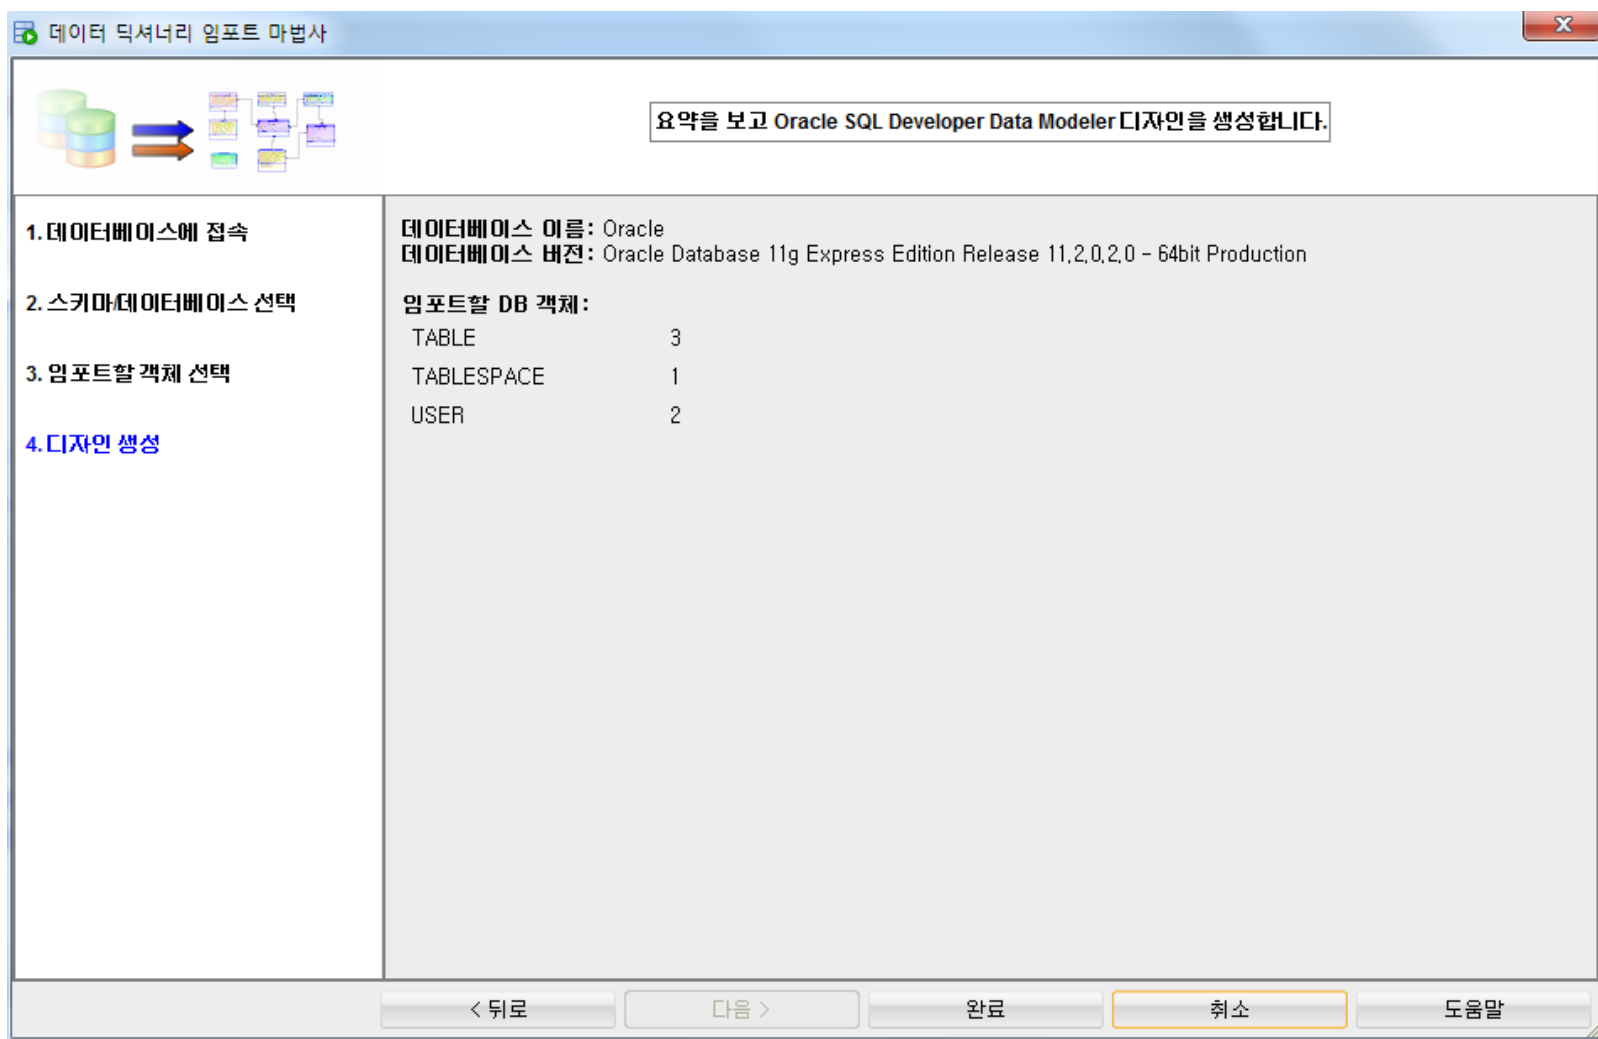 데이터 딕셔너리 임포트 마법사
요약을 보고 Oracle SQL Developer Data Modeler 디자인을 생성합니다.
1. 데이터베이스에 접속
2. 스키마/데이터베이스 선택
3. 임포트할 객체 선택
4. 디자인 생성
데이터베이스 이름: Oracle
데이터베이스 버전: Oracle Database 11g Express Edition Release 11.2.0.2.0 - 64bit Production
임포트할 DB 객체:
TABLE 3
TABLESPACE 1
USER 2
< 뒤로 다음 > 완료 취소 도움말